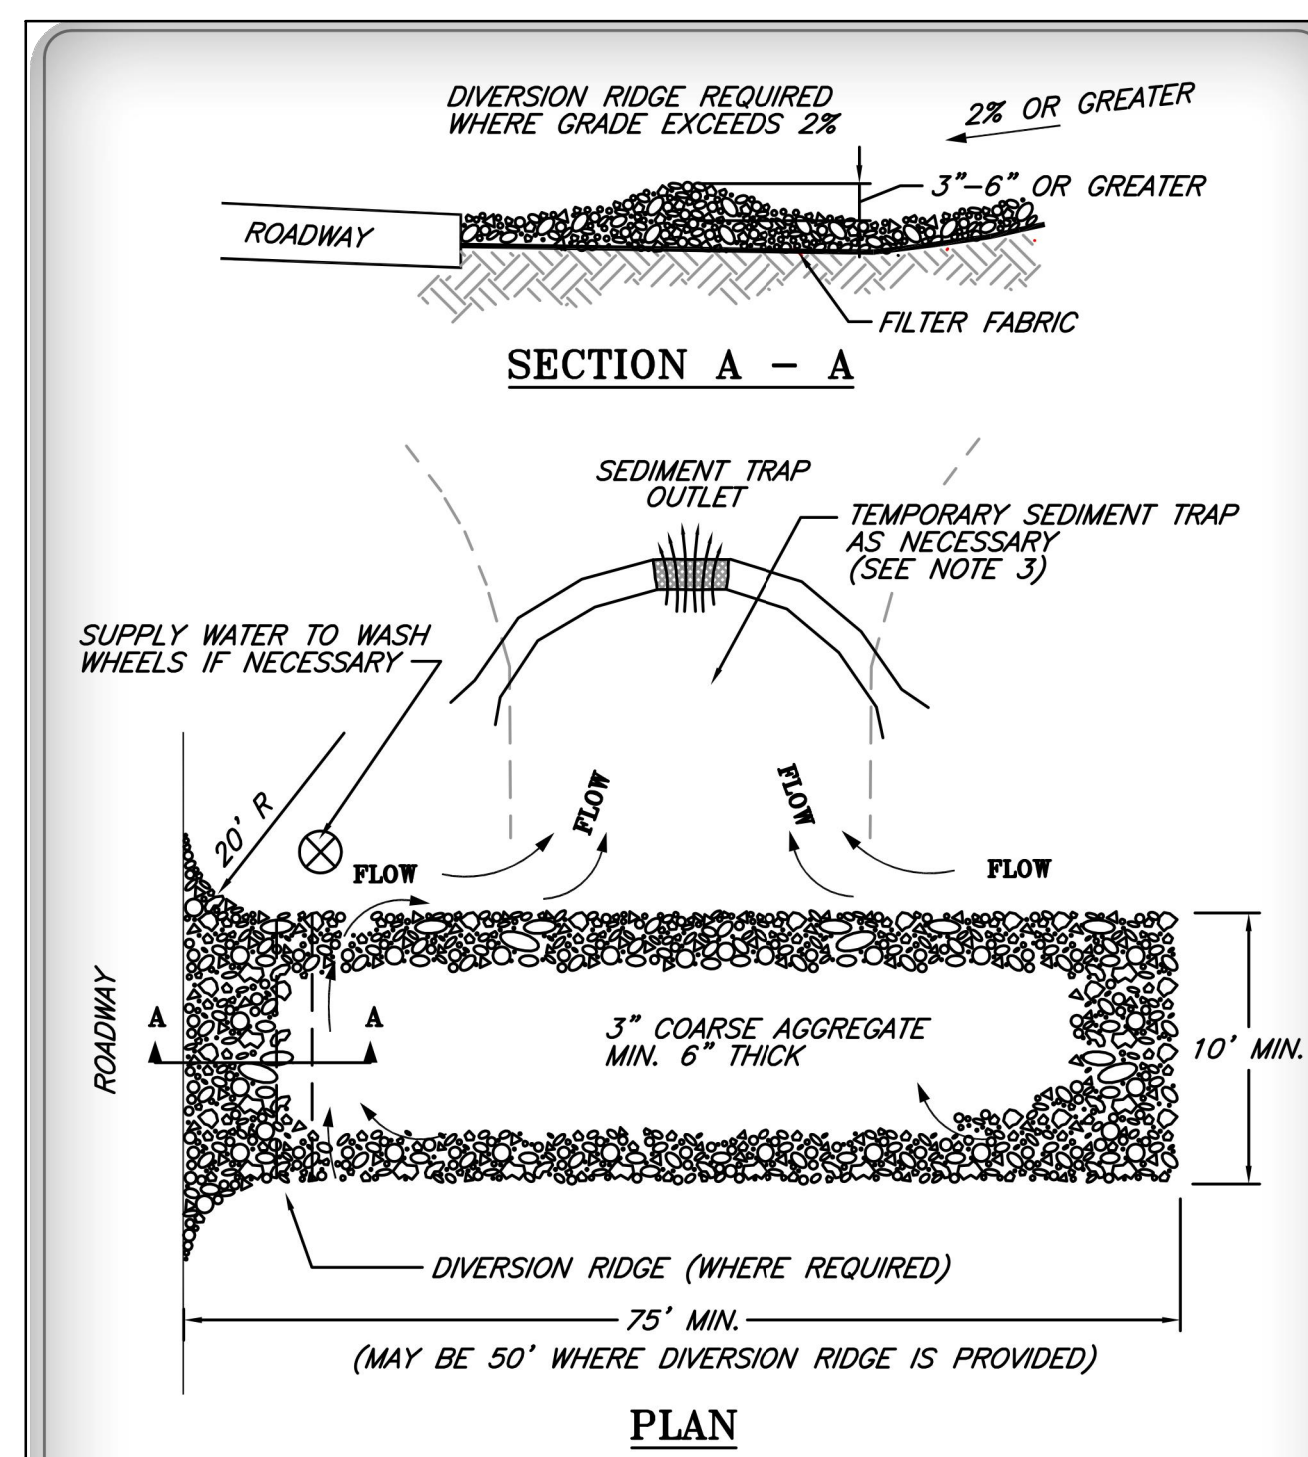 DIVERSION RIDGE REQUIRED
WHERE GRADE EXCEEDS 2%
2% OR GREATER
3"-6" OR GREATER
ROADWAY
FILTER FABRIC
SECTION A - A
SEDIMENT TRAP
OUTLET
TEMPORARY SEDIMENT TRAP
AS NECESSARY
(SEE NOTE 3)
SUPPLY WATER TO WASH
WHEELS IF NECESSARY
20' R
FLOW
FLOW
FLOW
FLOW
ROADWAY
A
A
3" COARSE AGGREGATE
MIN. 6" THICK
10' MIN.
DIVERSION RIDGE (WHERE REQUIRED)
75' MIN.
(MAY BE 50' WHERE DIVERSION RIDGE IS PROVIDED)
PLAN